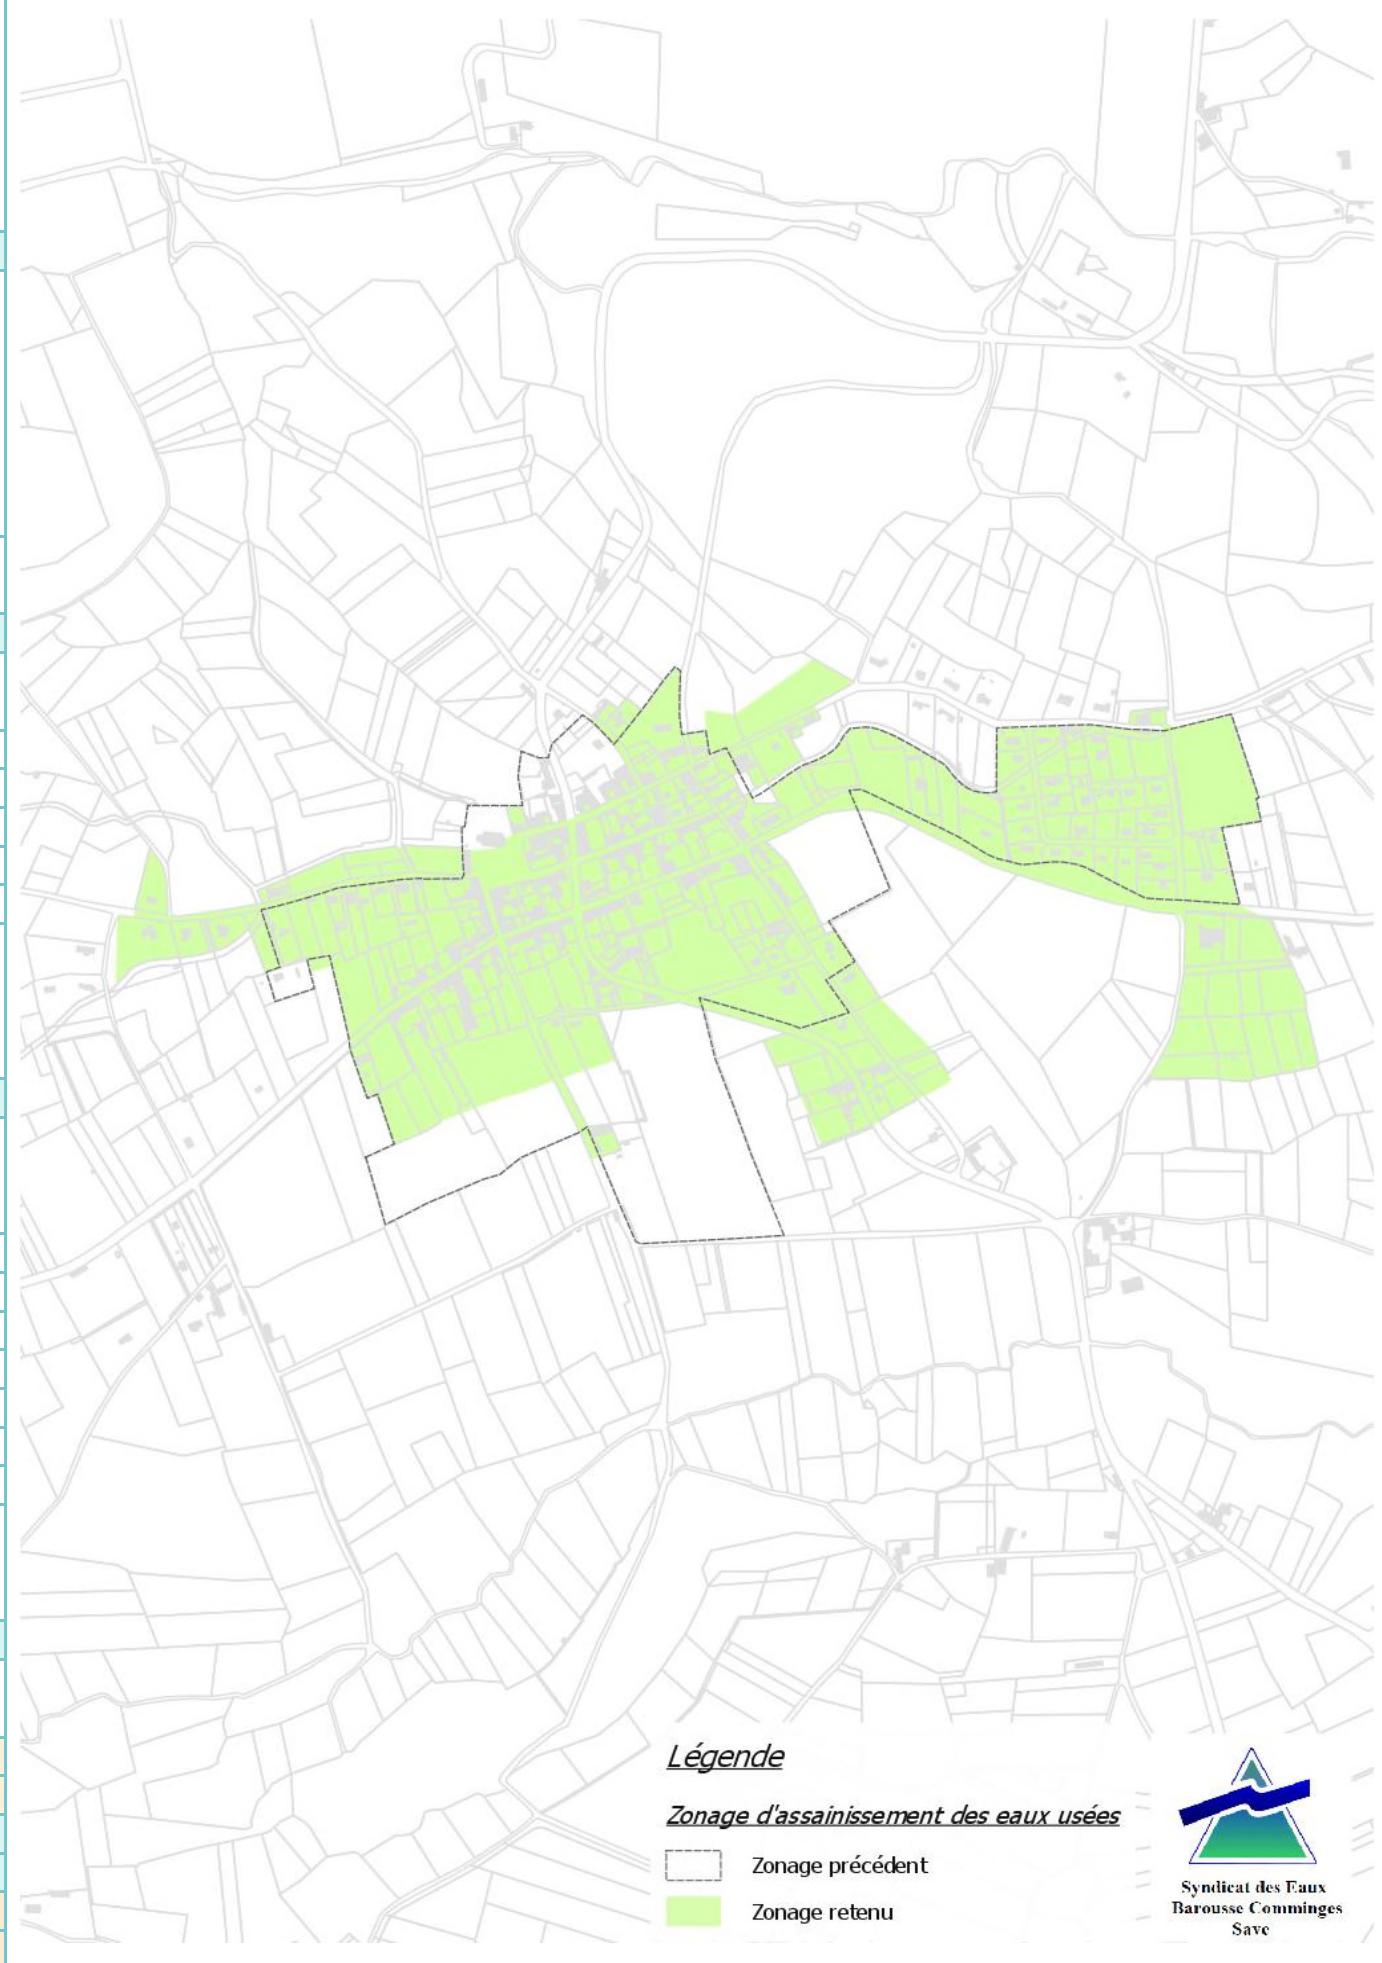 Légende
Zonage d'assainissement des eaux usées
Zonage précédent
Zonage retenu
Syndicat des Eaux
Barousse Comminges
Save